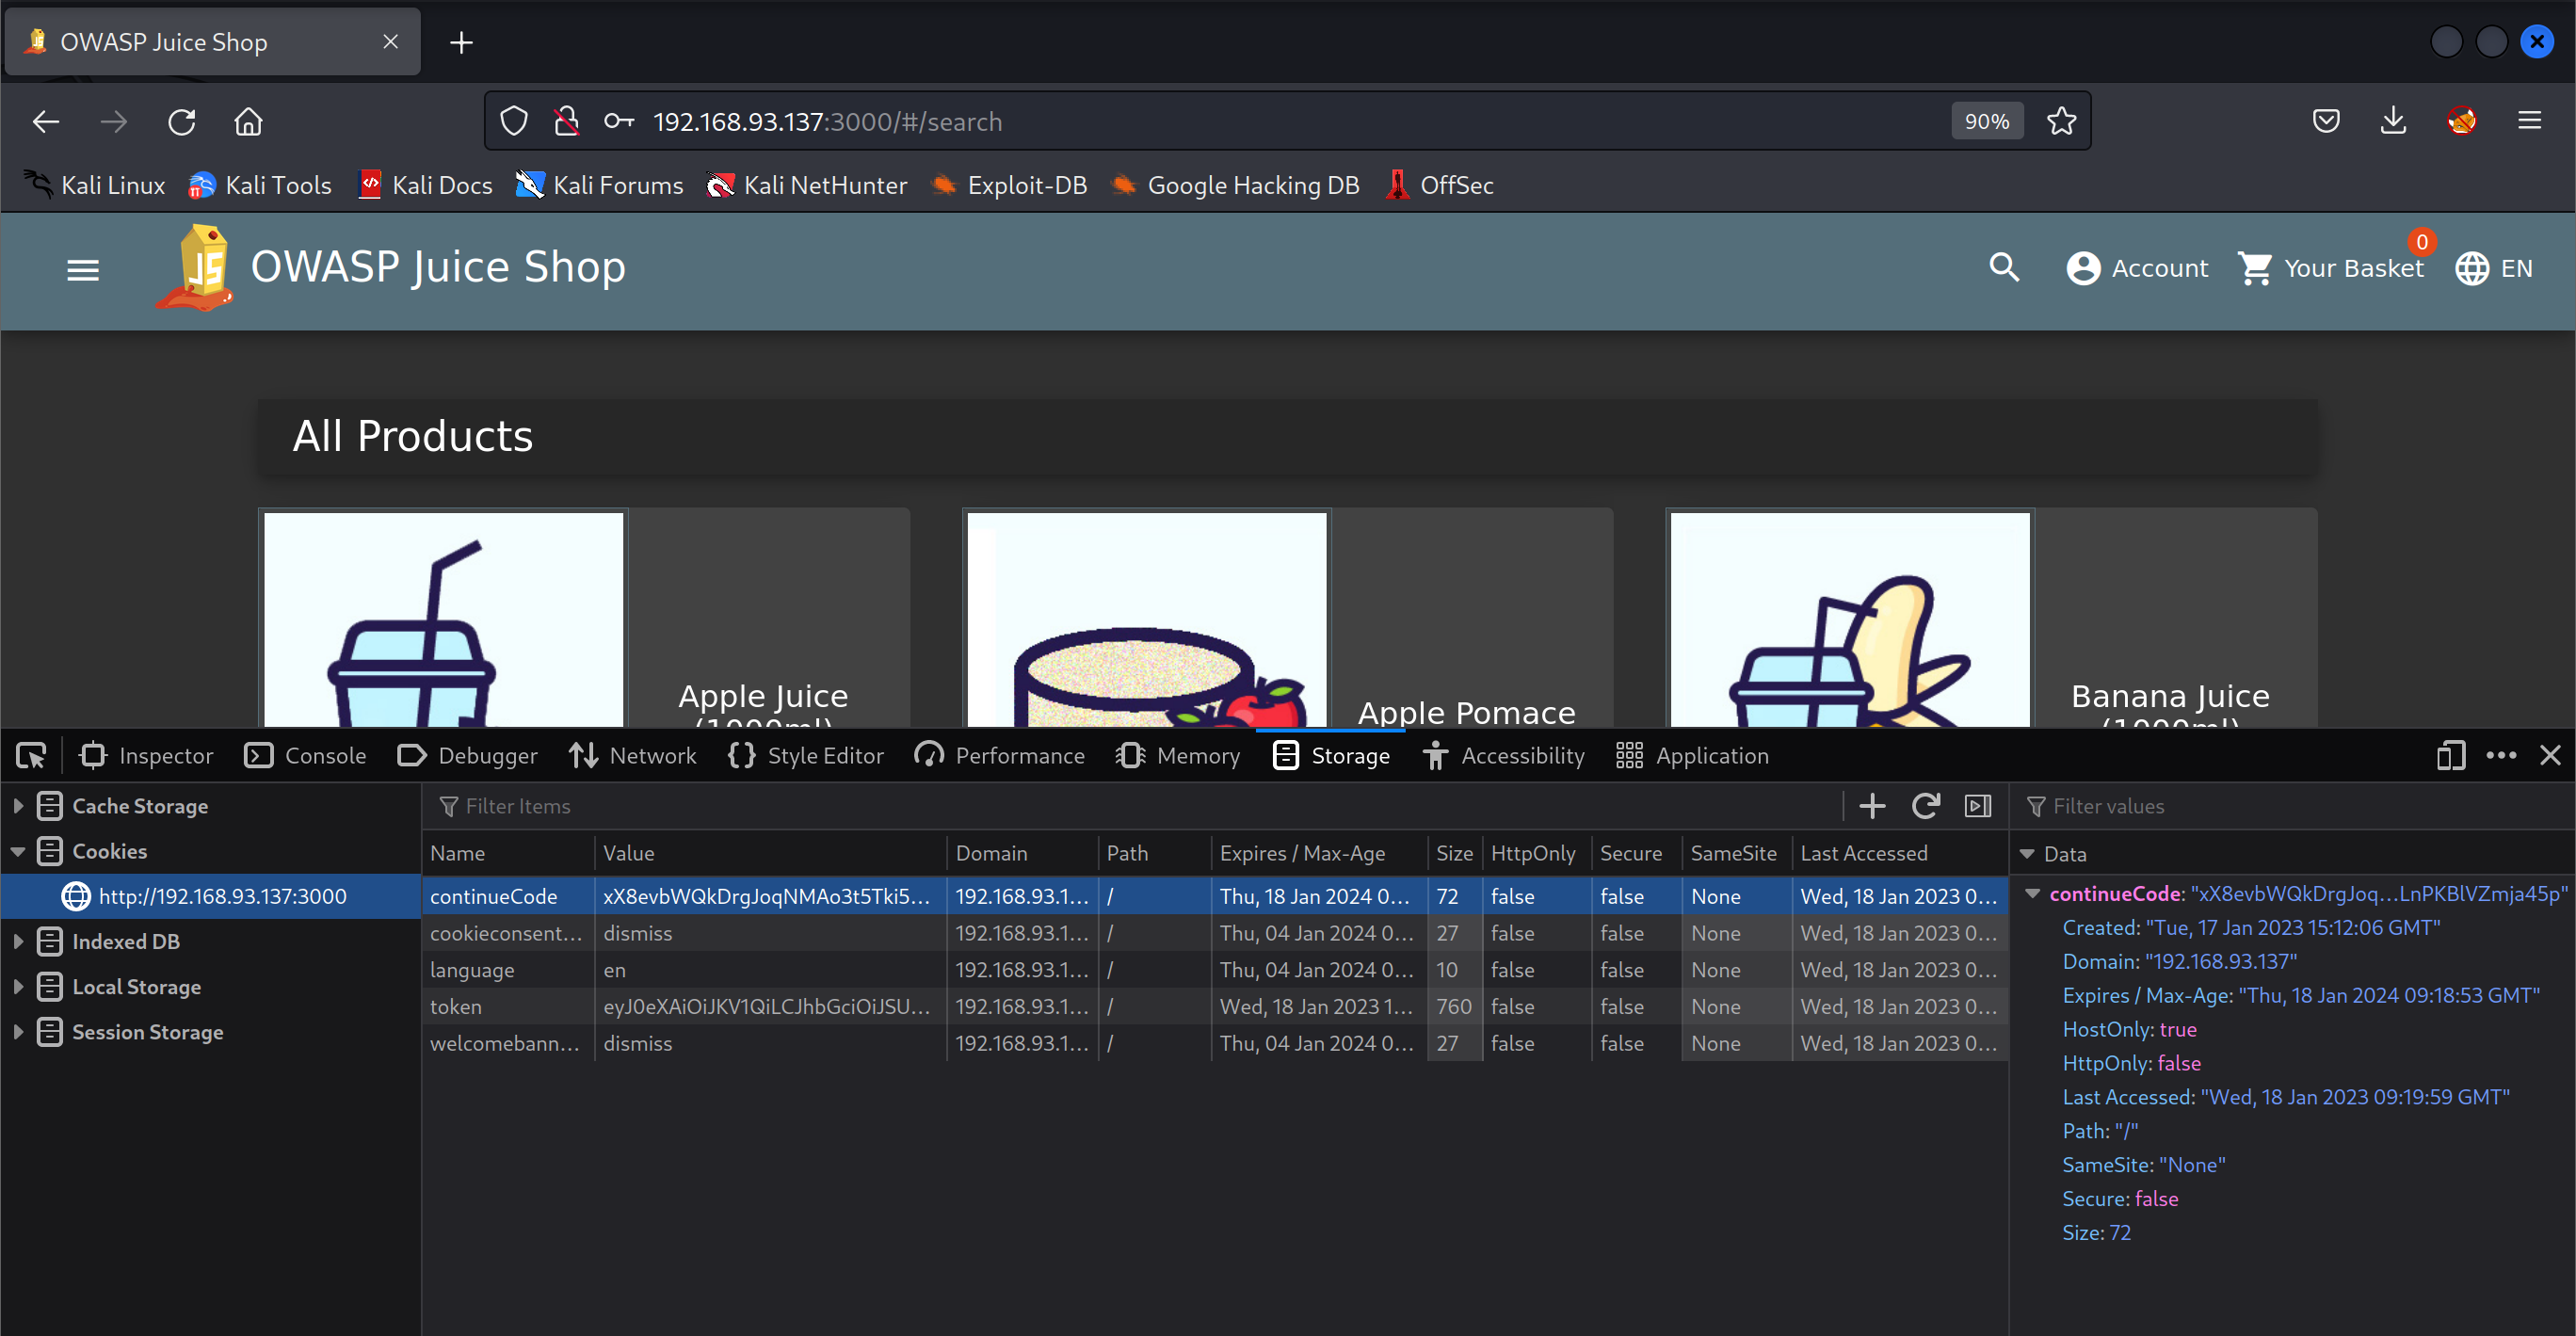 OWASP Juice Shop
192.168.93.137:3000/#/search
90%
Kali Linux Kali Tools Kali Docs Kali Forums Kali NetHunter Exploit-DB Google Hacking DB OffSec
JS OWASP Juice Shop Account Your Basket 0 EN
All Products
Apple Juice
(1000ml)
Apple Pomace
Banana Juice
(1000ml)
Inspector Console Debugger Network Style Editor Performance Memory Storage Accessibility Application
Cache Storage
Cookies
http://192.168.93.137:3000
Indexed DB
Local Storage
Session Storage
Filter Items
Name Value Domain Path Expires / Max-Age Size HttpOnly Secure SameSite Last Accessed
continueCode xX8evbWQkDrgJoqNMAo3t5Tki5... 192.168.93.1... / Thu, 18 Jan 2024 0... 72 false false None Wed, 18 Jan 2023 0...
cookieconsent... dismiss 192.168.93.1... / Thu, 04 Jan 2024 0... 27 false false None Wed, 18 Jan 2023 0...
language en 192.168.93.1... / Thu, 04 Jan 2024 0... 10 false false None Wed, 18 Jan 2023 0...
token eyJ0eXAiOiJKV1QiLCJhbGciOiJSU... 192.168.93.1... / Wed, 18 Jan 2023 1... 760 false false None Wed, 18 Jan 2023 0...
welcomebann... dismiss 192.168.93.1... / Thu, 04 Jan 2024 0... 27 false false None Wed, 18 Jan 2023 0...
Filter values
Data
continueCode: "xX8evbWQkDrgJoq...LnPKBlVZmja45p"
Created: "Tue, 17 Jan 2023 15:12:06 GMT"
Domain: "192.168.93.137"
Expires / Max-Age: "Thu, 18 Jan 2024 09:18:53 GMT"
HostOnly: true
HttpOnly: false
Last Accessed: "Wed, 18 Jan 2023 09:19:59 GMT"
Path: "/"
SameSite: "None"
Secure: false
Size: 72